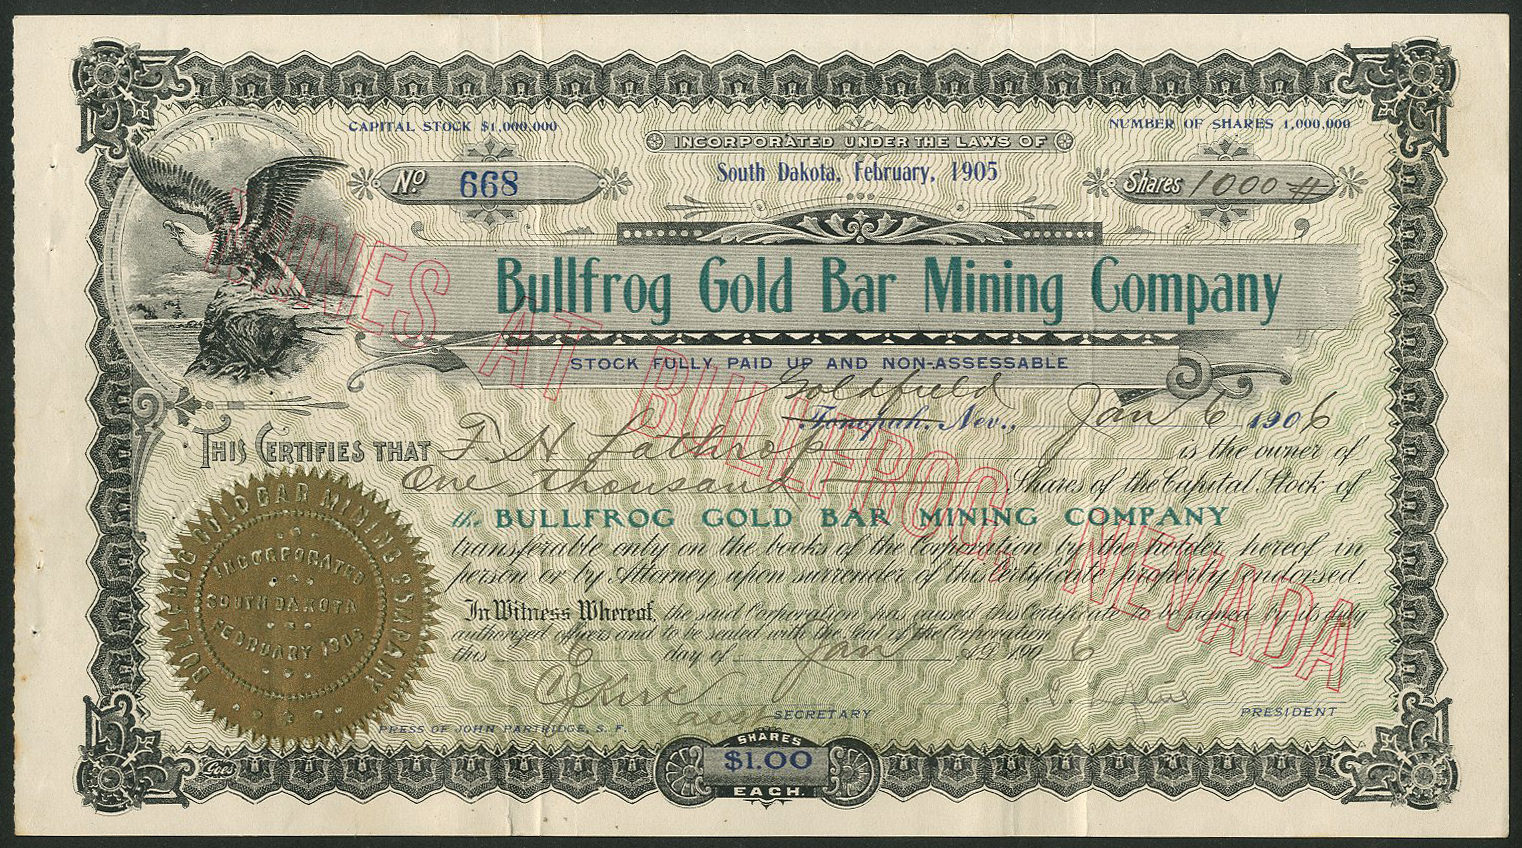 CAPITAL STOCK $1,000,000
NUMBER OF SHARES 1,000,000
INCORPORATED UNDER THE LAWS OF
South Dakota, February, 1905
No 668
Shares 1000 #
Bullfrog Gold Bar Mining Company
STOCK FULLY PAID UP AND NON-ASSESSABLE
MINES AT BULLFROG, NEVADA
Goldfield
Tonopah, Nev., Jan 6 1906
THIS CERTIFIES THAT F H Lathrop is the owner of
One thousand Shares of the Capital Stock of
the BULLFROG GOLD BAR MINING COMPANY
transferable only on the books of the Corporation by the holder hereof in
person or by Attorney upon surrender of this Certificate properly endorsed.
In Witness Whereof, the said Corporation has caused this Certificate to be signed by its duly
authorized officers and to be sealed with the Seal of the Corporation
this 6 day of Jan A.D. 1906
C J Kirk
asst SECRETARY
PRESIDENT
BULLFROG GOLD BAR MINING COMPANY
INCORPORATED
SOUTH DAKOTA
FEBRUARY 1905
PRESS OF JOHN PARTRIDGE, S. F.
Goes
SHARES
$1.00
EACH.